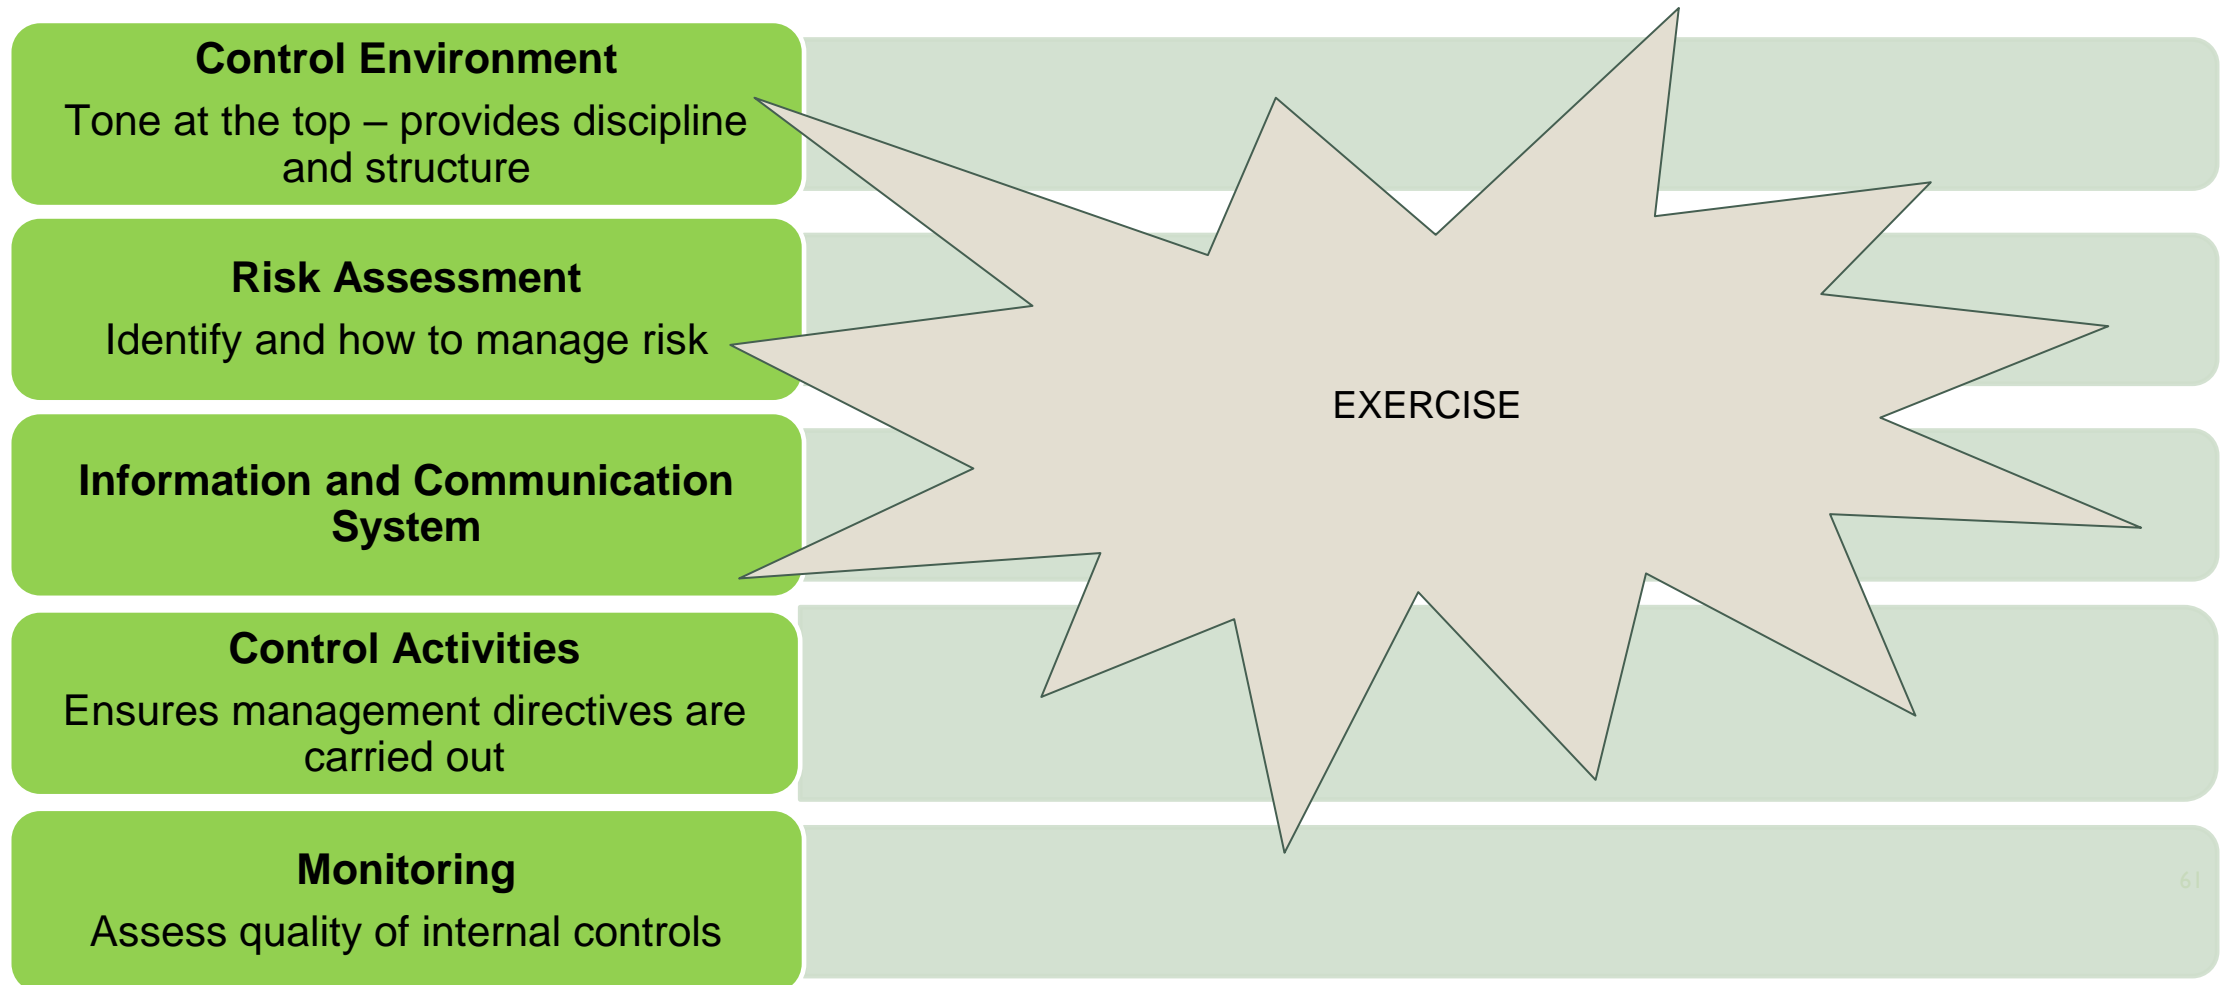 Control Environment
Tone at the top – provides discipline
and structure
Risk Assessment
Identify and how to manage risk
Information and Communication
System
Control Activities
Ensures management directives are
carried out
Monitoring
Assess quality of internal controls
EXERCISE
61